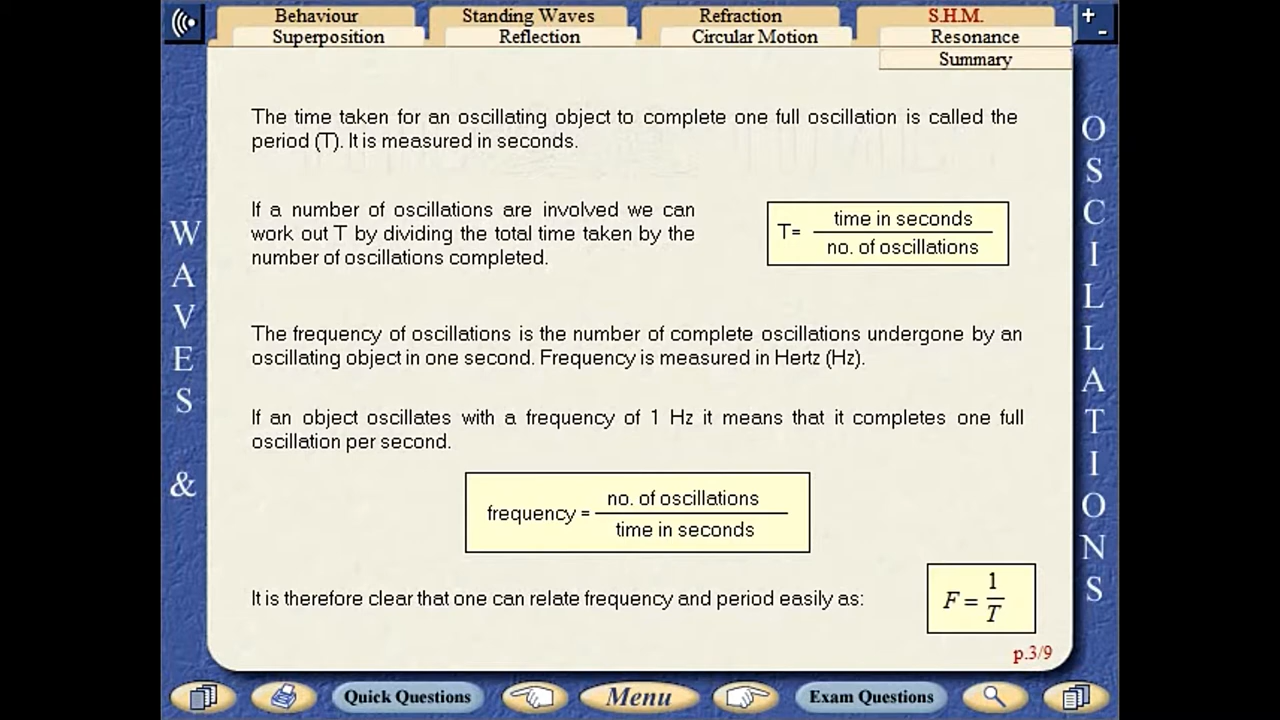 Behaviour
Standing Waves
Refraction
S.H.M.
+
-
Superposition
Reflection
Circular Motion
Resonance
Summary
The time taken for an oscillating object to complete one full oscillation is called the
period (T). It is measured in seconds.
If a number of oscillations are involved we can
work out T by dividing the total time taken by the
number of oscillations completed.
T= time in seconds
no. of oscillations
The frequency of oscillations is the number of complete oscillations undergone by an
oscillating object in one second. Frequency is measured in Hertz (Hz).
If an object oscillates with a frequency of 1 Hz it means that it completes one full
oscillation per second.
frequency = no. of oscillations
time in seconds
It is therefore clear that one can relate frequency and period easily as:
F = 1
T
p.3/9
WAVES &
OSCILLATIONS
Quick Questions
Menu
Exam Questions